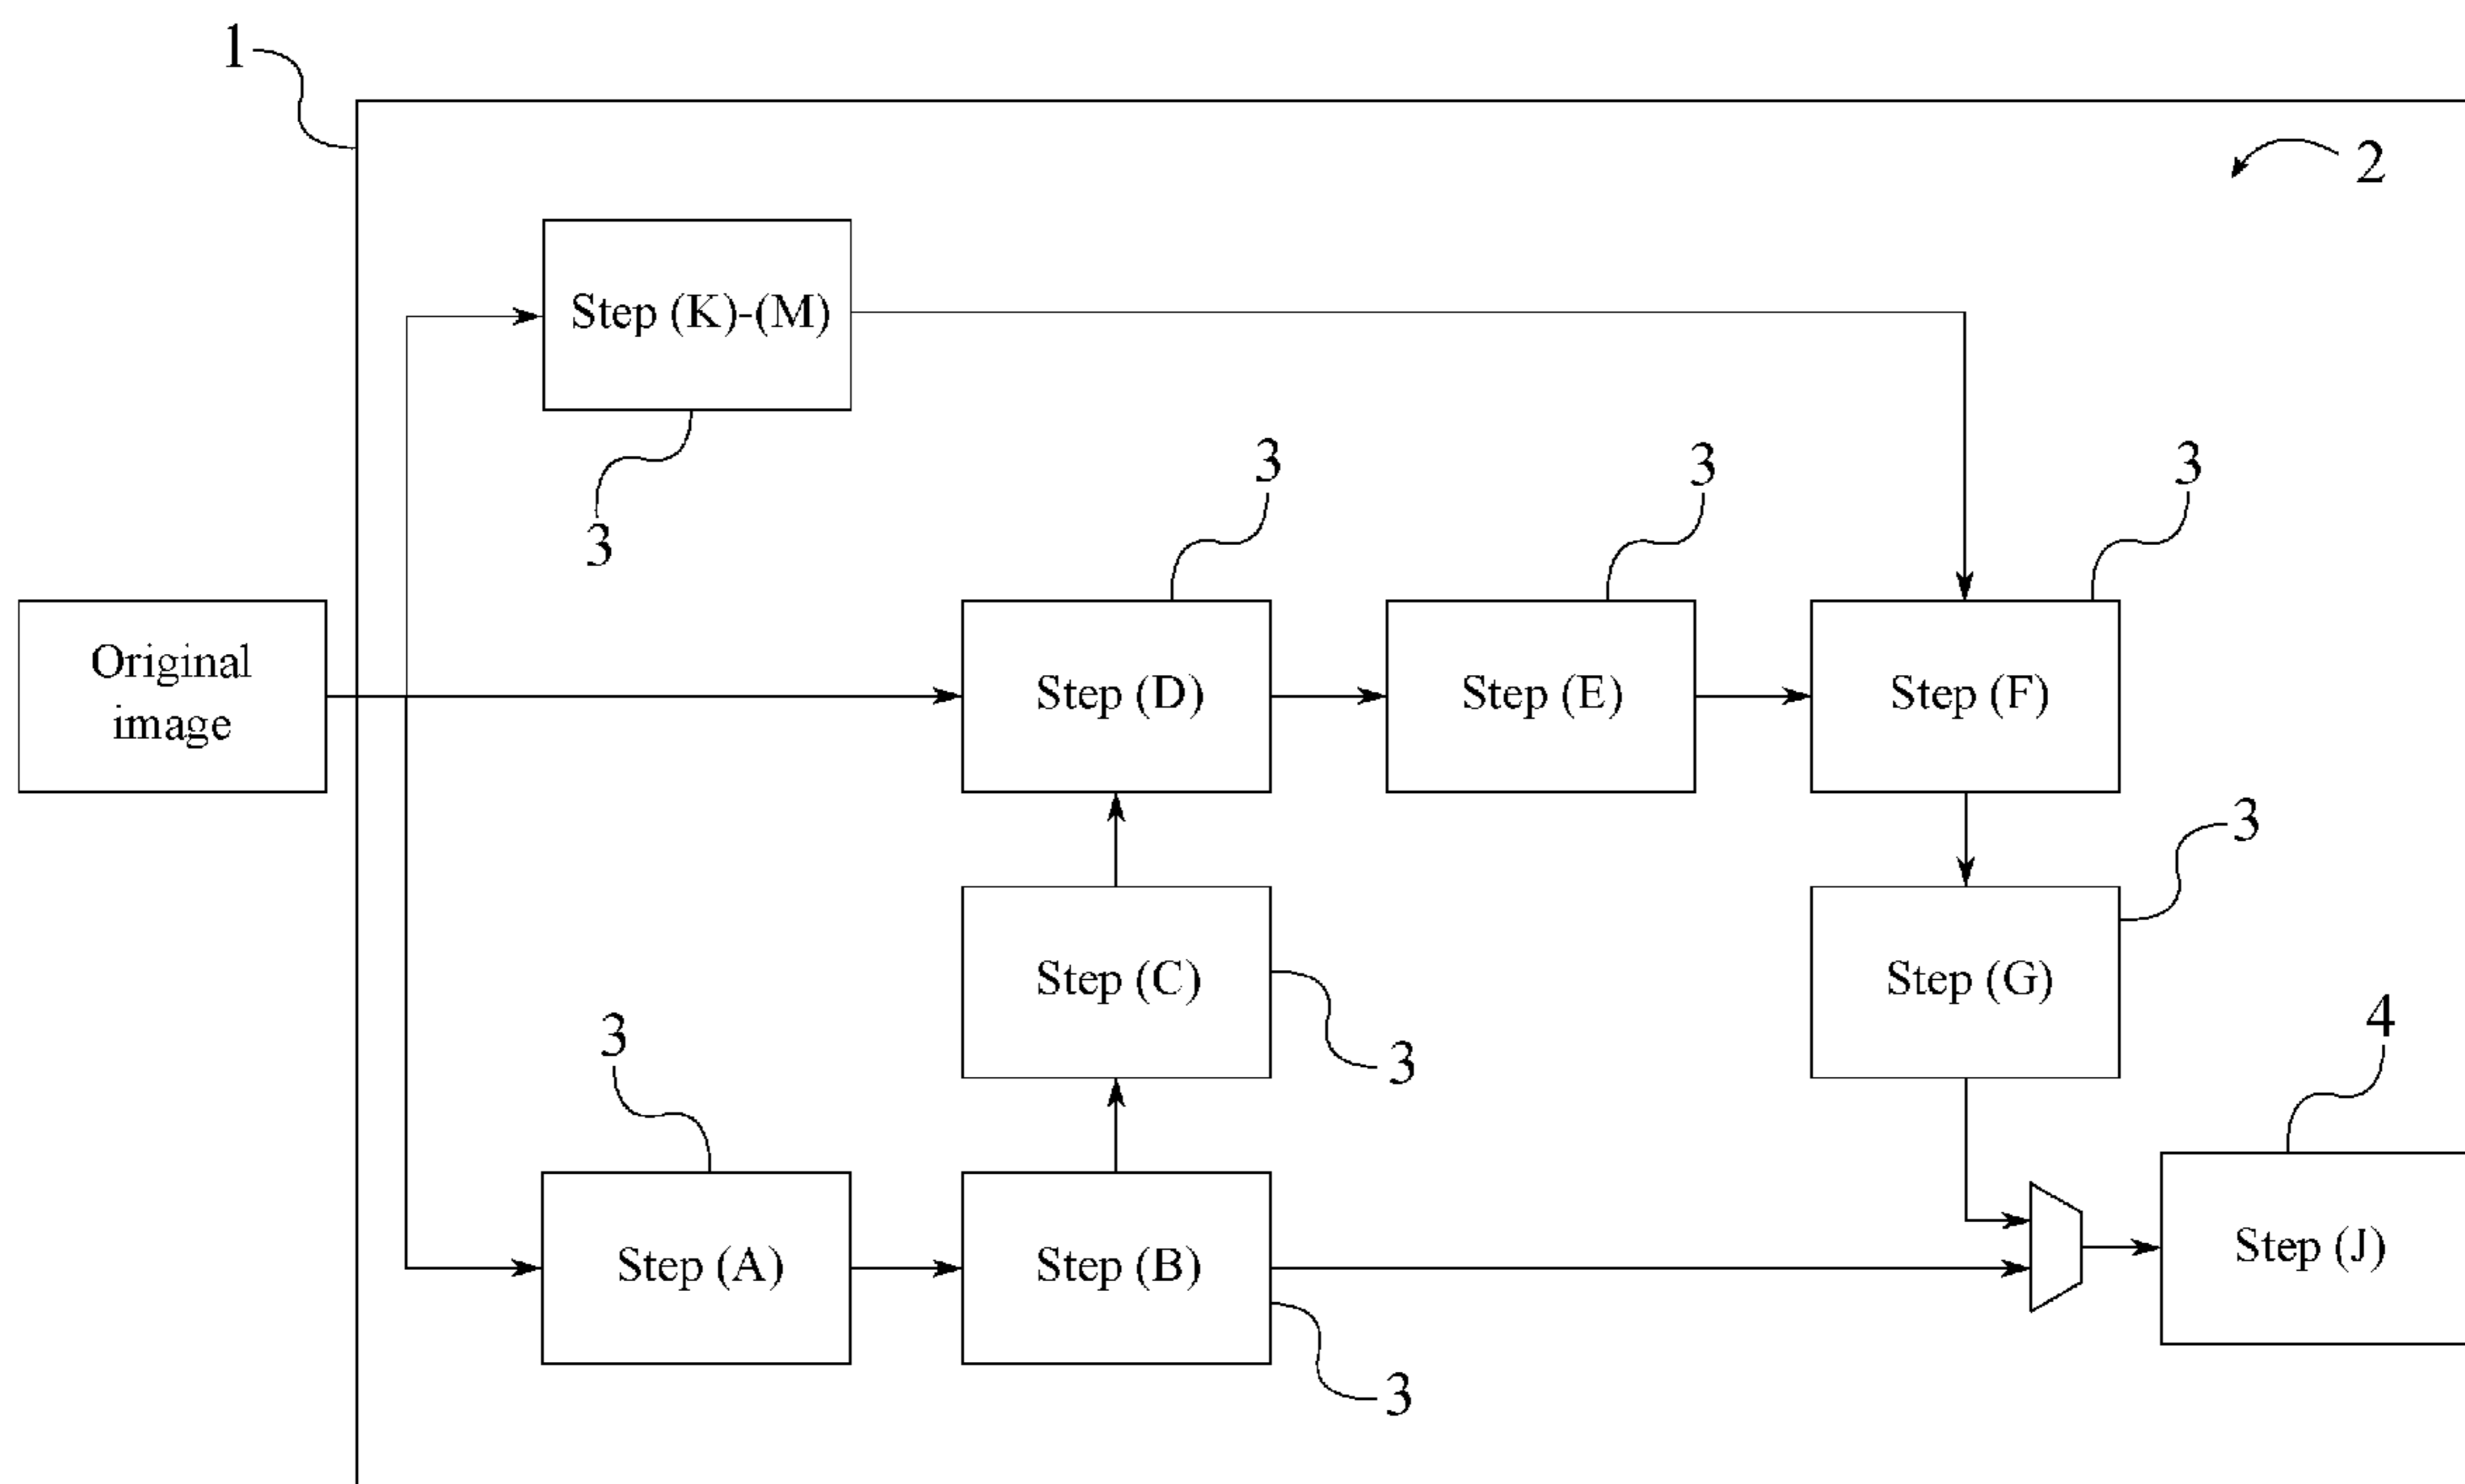 1
2
Step (K)-(M)
3
3
3
3
Original
image
Step (D)
Step (E)
Step (F)
3
Step (C)
Step (G)
3
3
4
Step (A)
Step (B)
Step (J)
3